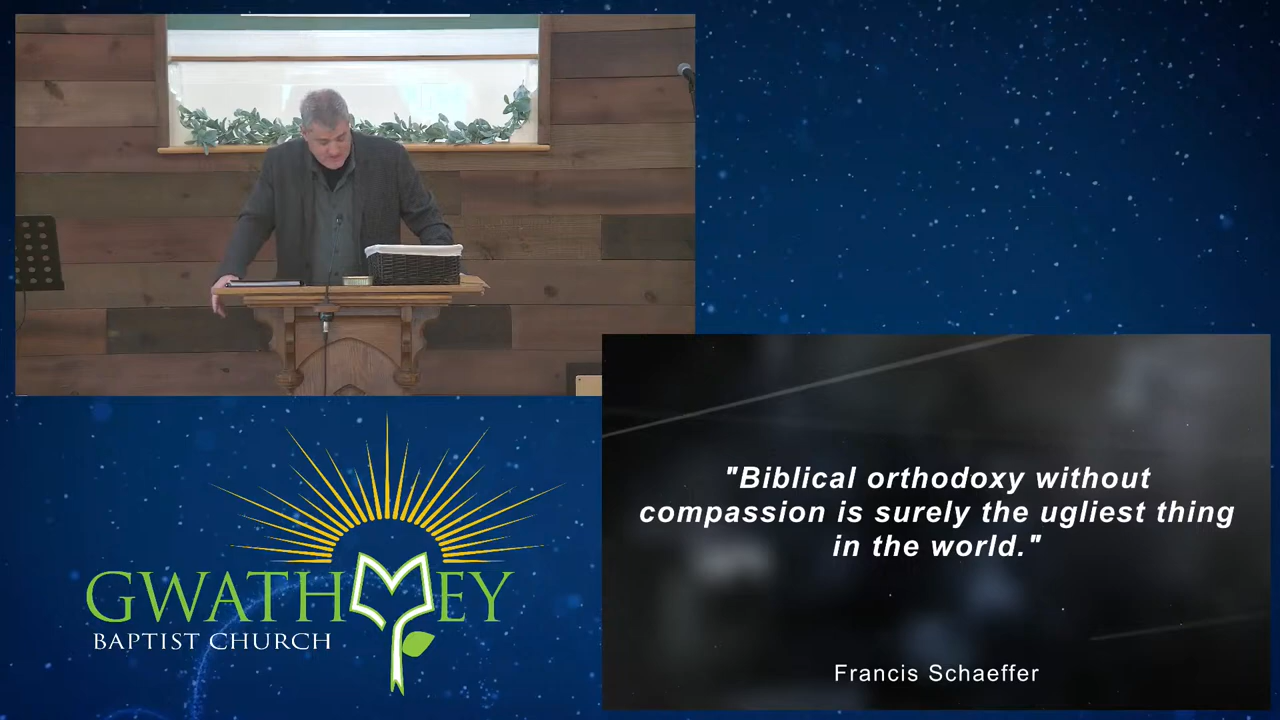 GWATHMEY
BAPTIST CHURCH
"Biblical orthodoxy without
compassion is surely the ugliest thing
in the world."
Francis Schaeffer